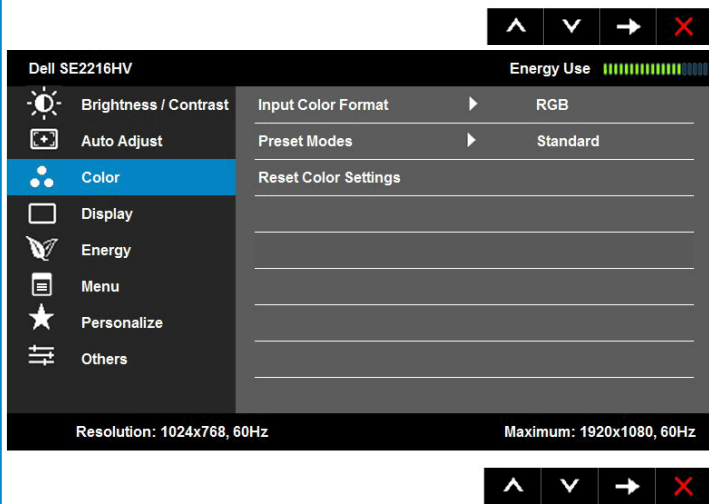 Dell SE2216HV Energy Use
Brightness / Contrast Input Color Format RGB
Auto Adjust Preset Modes Standard
Color Reset Color Settings
Display
Energy
Menu
Personalize
Others
Resolution: 1024x768, 60Hz Maximum: 1920x1080, 60Hz